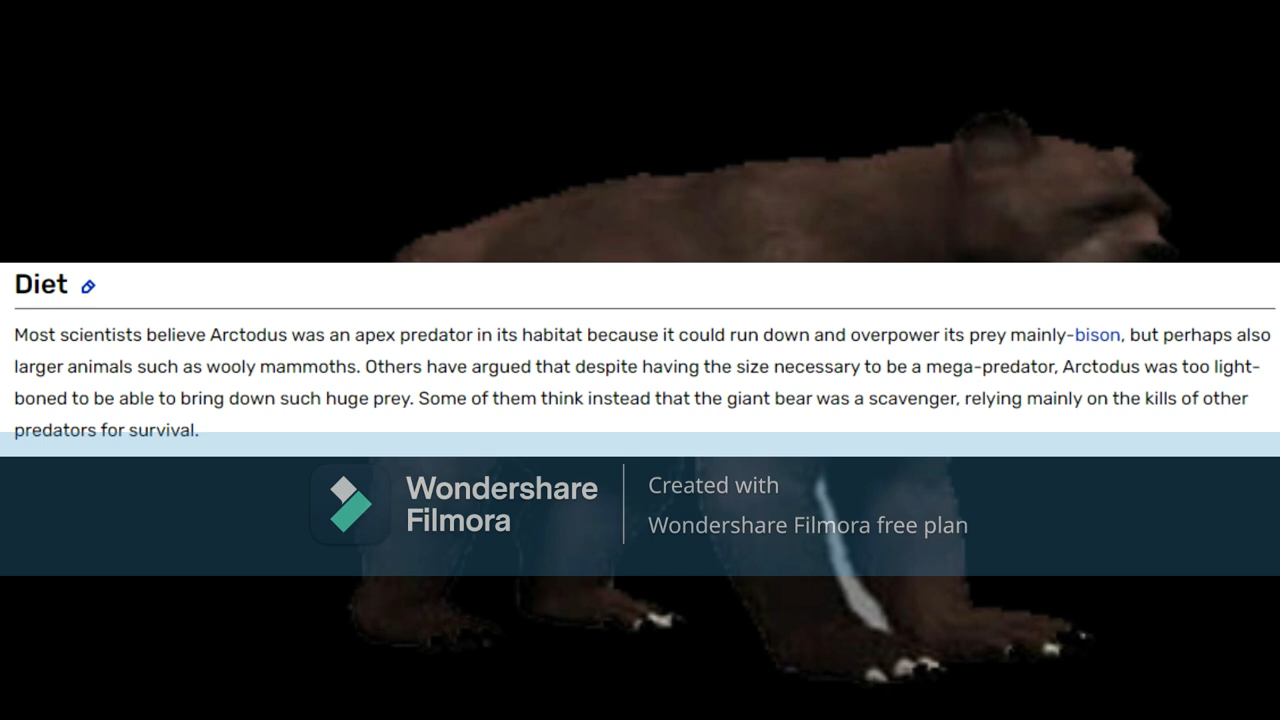 Diet
Most scientists believe Arctodus was an apex predator in its habitat because it could run down and overpower its prey mainly-bison, but perhaps also
larger animals such as wooly mammoths. Others have argued that despite having the size necessary to be a mega-predator, Arctodus was too light-
boned to be able to bring down such huge prey. Some of them think instead that the giant bear was a scavenger, relying mainly on the kills of other
predators for survival.
Wondershare
Filmora
Created with
Wondershare Filmora free plan